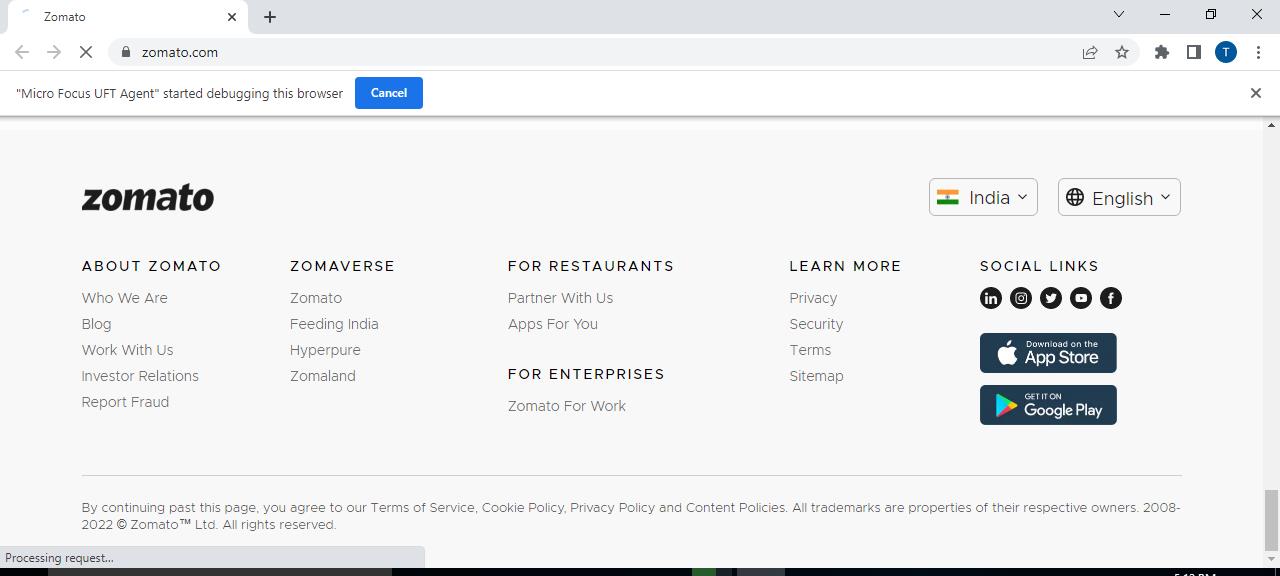 Zomato
zomato.com
T
"Micro Focus UFT Agent" started debugging this browser
Cancel
zomato
India
English
ABOUT ZOMATO
Who We Are
Blog
Work With Us
Investor Relations
Report Fraud
ZOMAVERSE
Zomato
Feeding India
Hyperpure
Zomaland
FOR RESTAURANTS
Partner With Us
Apps For You
FOR ENTERPRISES
Zomato For Work
LEARN MORE
Privacy
Security
Terms
Sitemap
SOCIAL LINKS
Download on the
App Store
GET IT ON
Google Play
By continuing past this page, you agree to our Terms of Service, Cookie Policy, Privacy Policy and Content Policies. All trademarks are properties of their respective owners. 2008-
2022 © Zomato™ Ltd. All rights reserved.
Processing request...